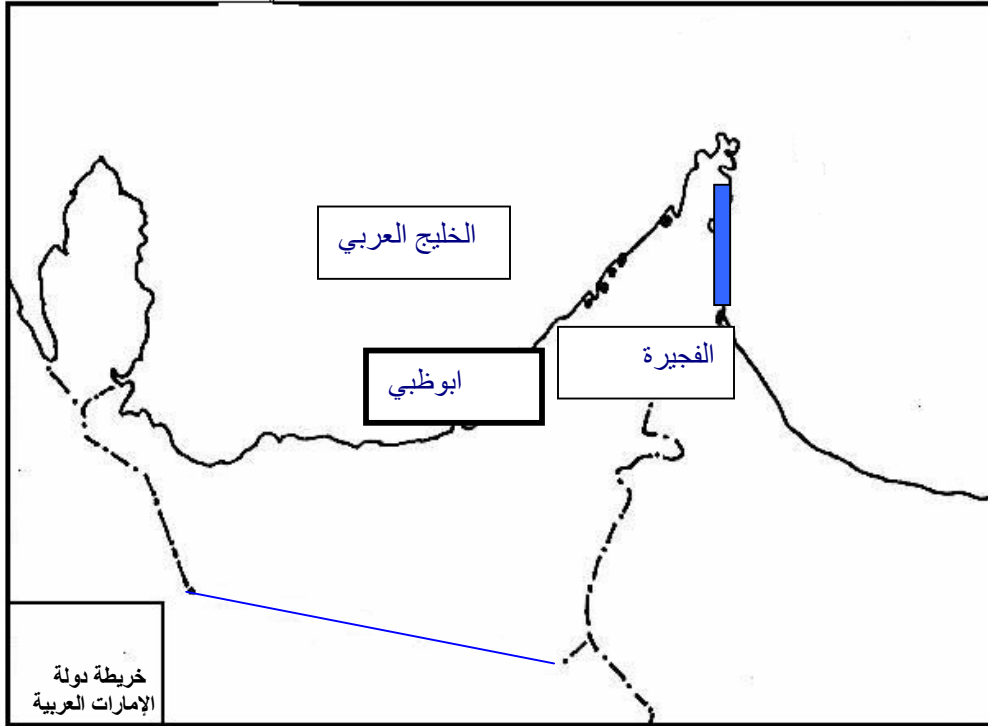 الخليج العربي
الفجيرة
ابوظبي
خريطة دولة
الإمارات العربية